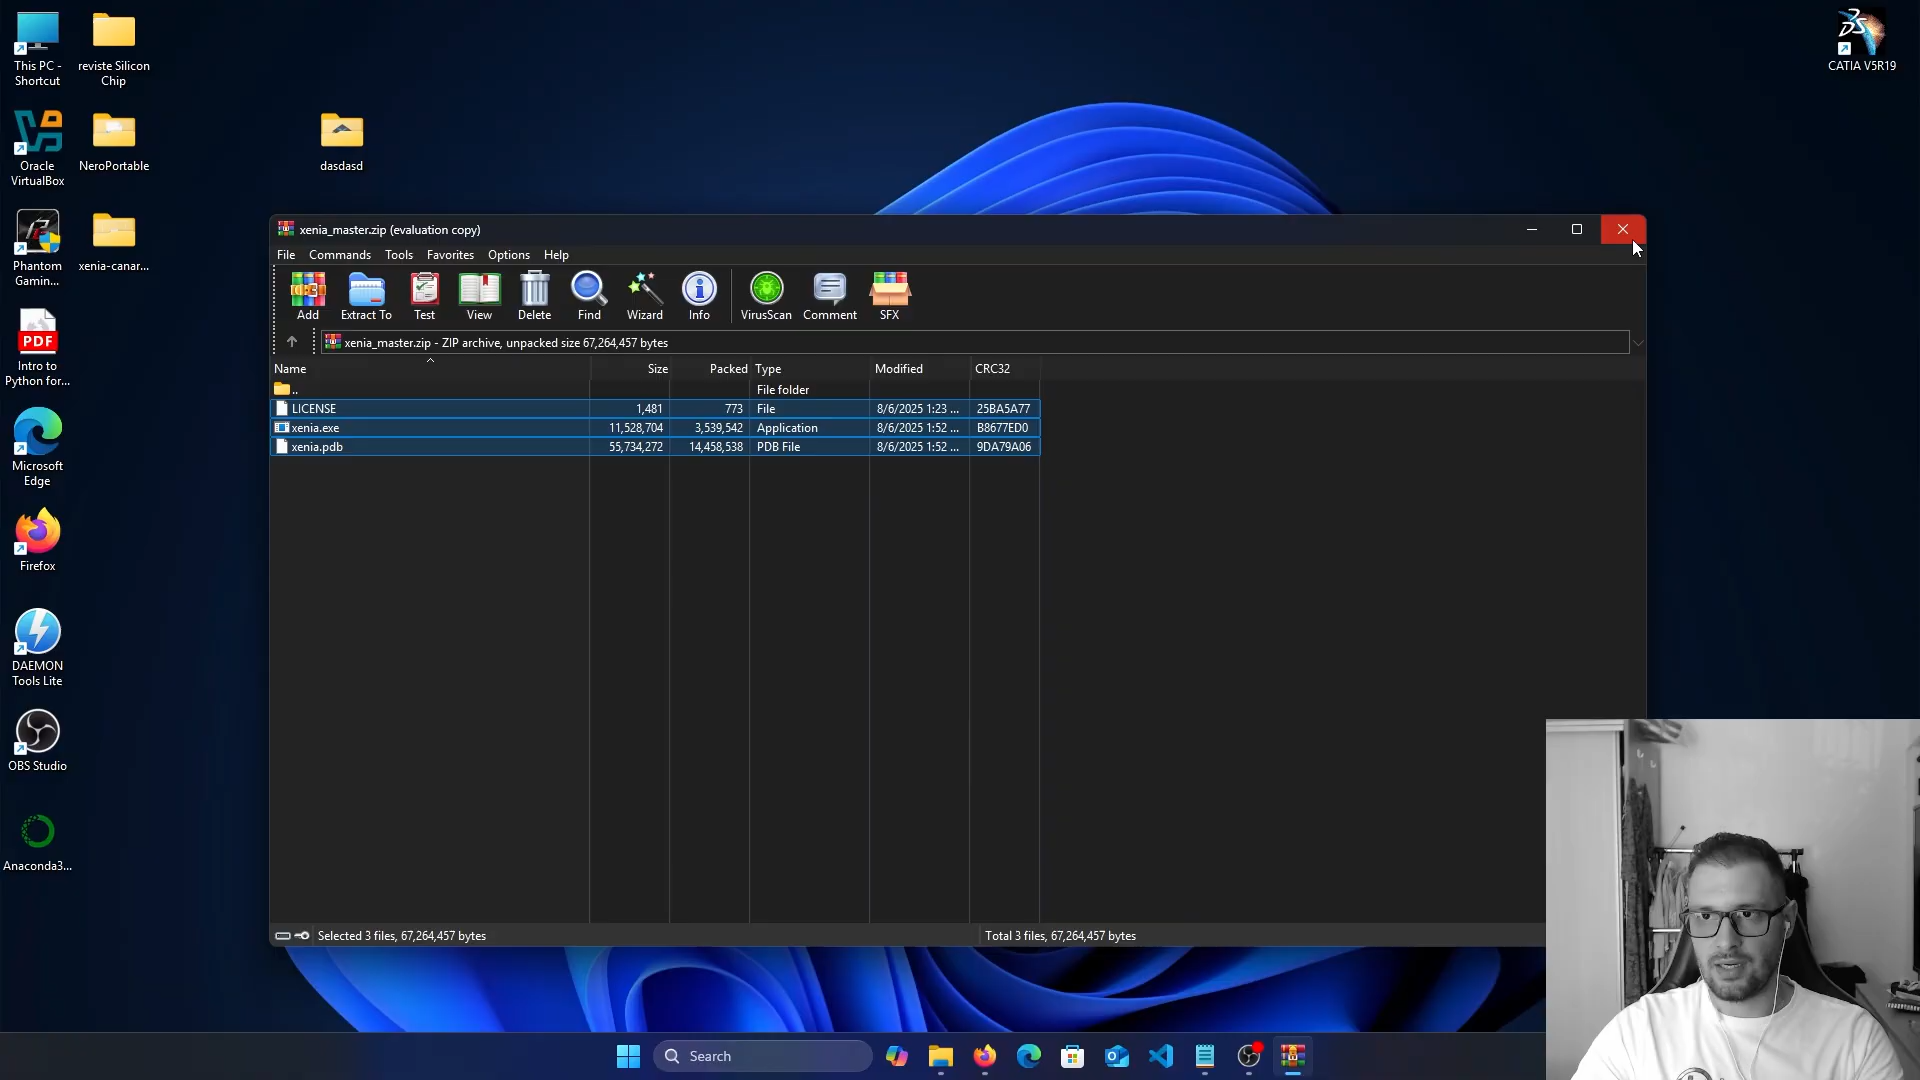 This PC -
Shortcut
reviste Silicon
Chip
Oracle
VirtualBox
NeroPortable
dasdasd
CATIA V5R19
Phantom
Gamin...
xenia-canar...
PDF
Intro to
Python for...
Microsoft
Edge
Firefox
DAEMON
Tools Lite
OBS Studio
Anaconda3...
xenia_master.zip (evaluation copy)
File Commands Tools Favorites Options Help
Add Extract To Test View Delete Find Wizard Info VirusScan Comment SFX
xenia_master.zip - ZIP archive, unpacked size 67,264,457 bytes
Name Size Packed Type Modified CRC32
.. File folder
LICENSE 1,481 773 File 8/6/2025 1:23 ... 25BA5A77
xenia.exe 11,528,704 3,539,542 Application 8/6/2025 1:52 ... B8677ED0
xenia.pdb 55,734,272 14,458,538 PDB File 8/6/2025 1:52 ... 9DA79A06
Selected 3 files, 67,264,457 bytes
Total 3 files, 67,264,457 bytes
Search